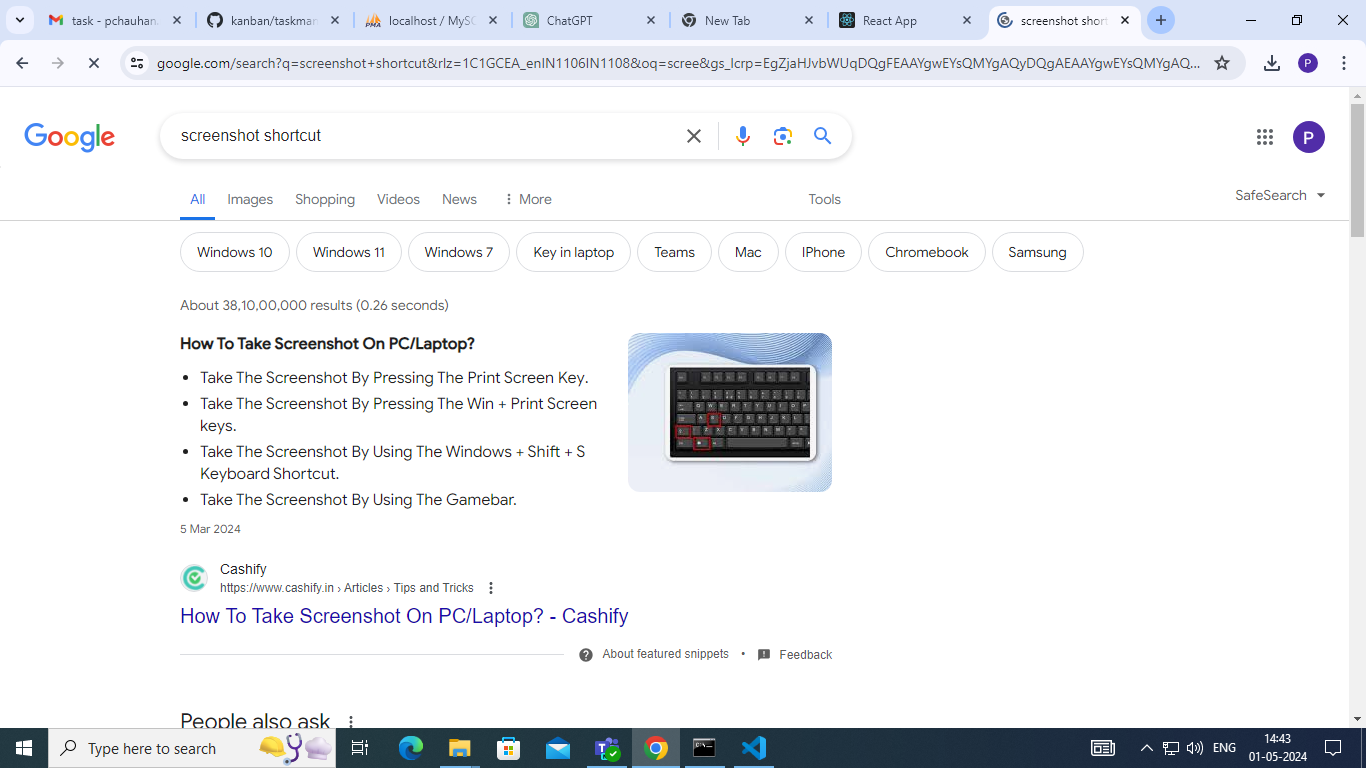 task - pchauhan
kanban/taskman
localhost / MySQ
ChatGPT
New Tab
React App
screenshot short
google.com/search?q=screenshot+shortcut&rlz=1C1GCEA_enIN1106IN1108&oq=scree&gs_lcrp=EgZjaHJvbWUqDQgFEAAYgwEYsQMYgAQyDQgAEAAYgwEYsQMYgAQ...
P
Google
screenshot shortcut
P
All
Images
Shopping
Videos
News
More
Tools
SafeSearch
Windows 10
Windows 11
Windows 7
Key in laptop
Teams
Mac
IPhone
Chromebook
Samsung
About 38,10,00,000 results (0.26 seconds)
How To Take Screenshot On PC/Laptop?
• Take The Screenshot By Pressing The Print Screen Key.
• Take The Screenshot By Pressing The Win + Print Screen
keys.
• Take The Screenshot By Using The Windows + Shift + S
Keyboard Shortcut.
• Take The Screenshot By Using The Gamebar.
5 Mar 2024
Cashify
https://www.cashify.in › Articles › Tips and Tricks
How To Take Screenshot On PC/Laptop? - Cashify
About featured snippets • Feedback
People also ask
Type here to search
ENG
14:43
01-05-2024